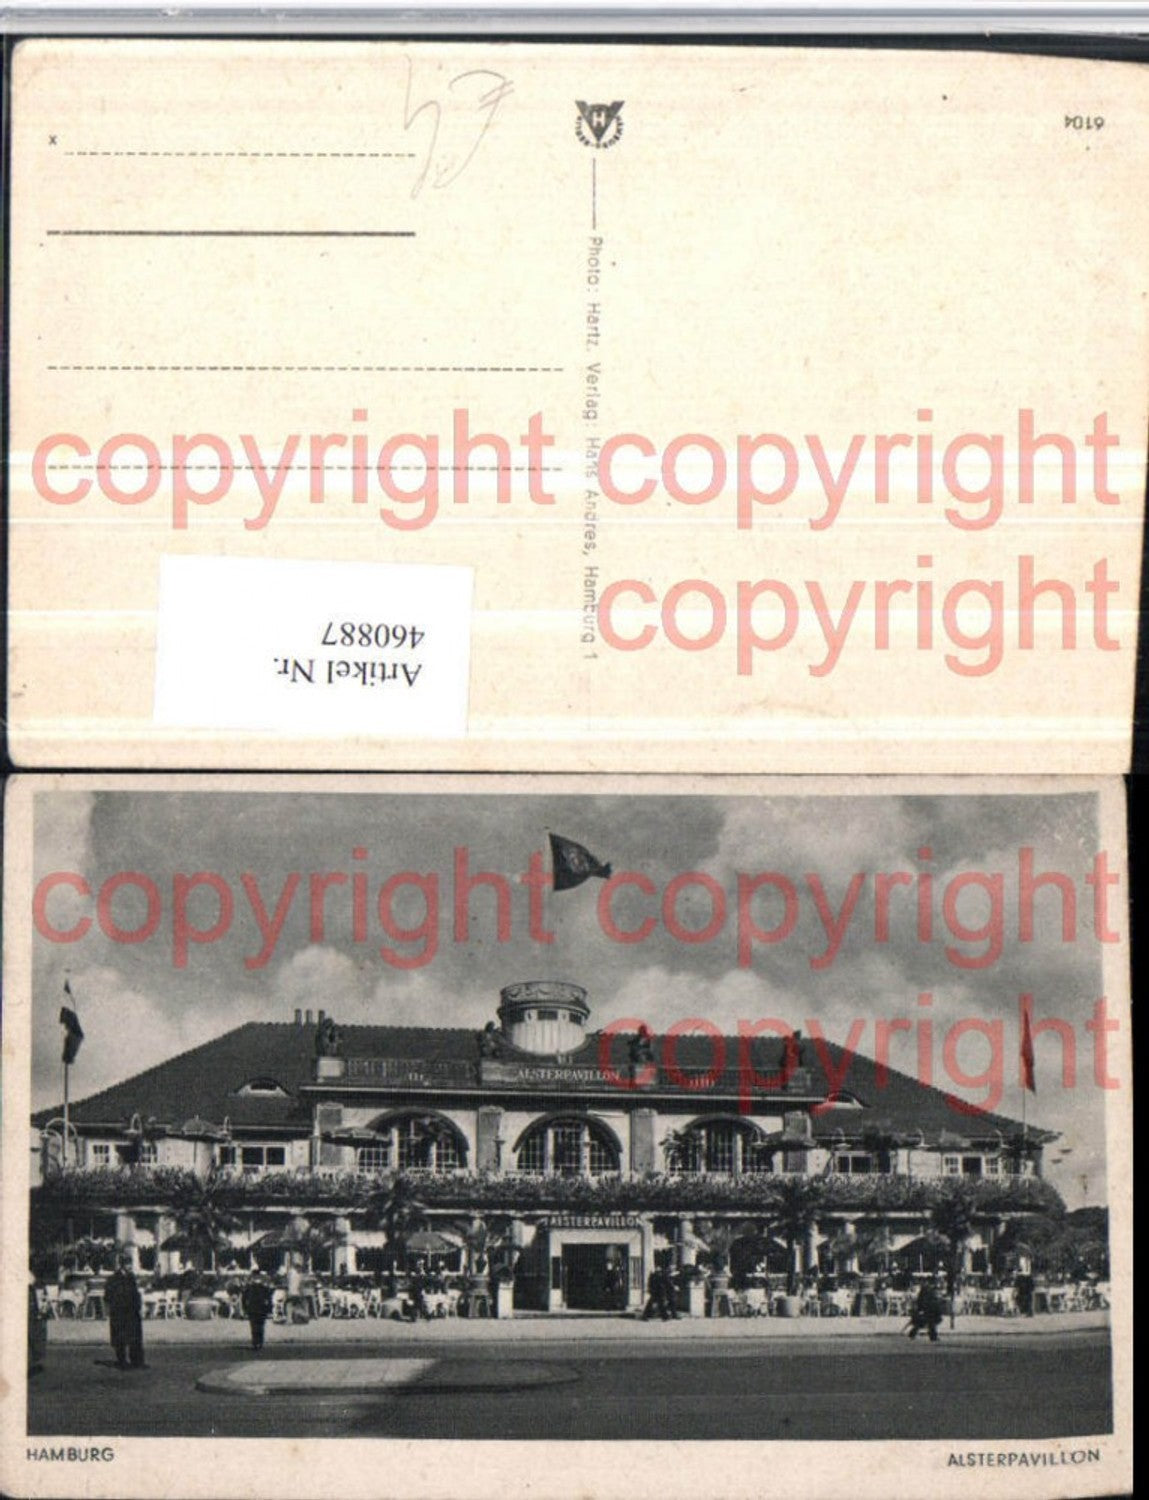 x
6104
H
Photo: Hartz. Verlag: Hans Andres, Hamburg 1
copyright copyright
copyright
Artikel Nr.
460887
copyright copyright
copyright
ALSTERPAVILLON
ALSTERPAVILLON
HAMBURG
ALSTERPAVILLON